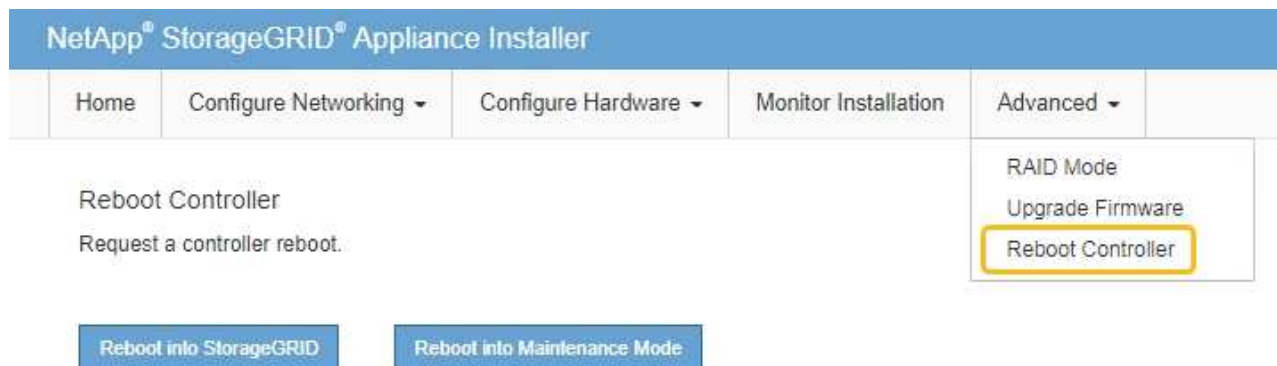 NetApp® StorageGRID® Appliance Installer
Home Configure Networking Configure Hardware Monitor Installation Advanced
RAID Mode
Upgrade Firmware
Reboot Controller
Reboot Controller
Request a controller reboot.
Reboot into StorageGRID Reboot into Maintenance Mode